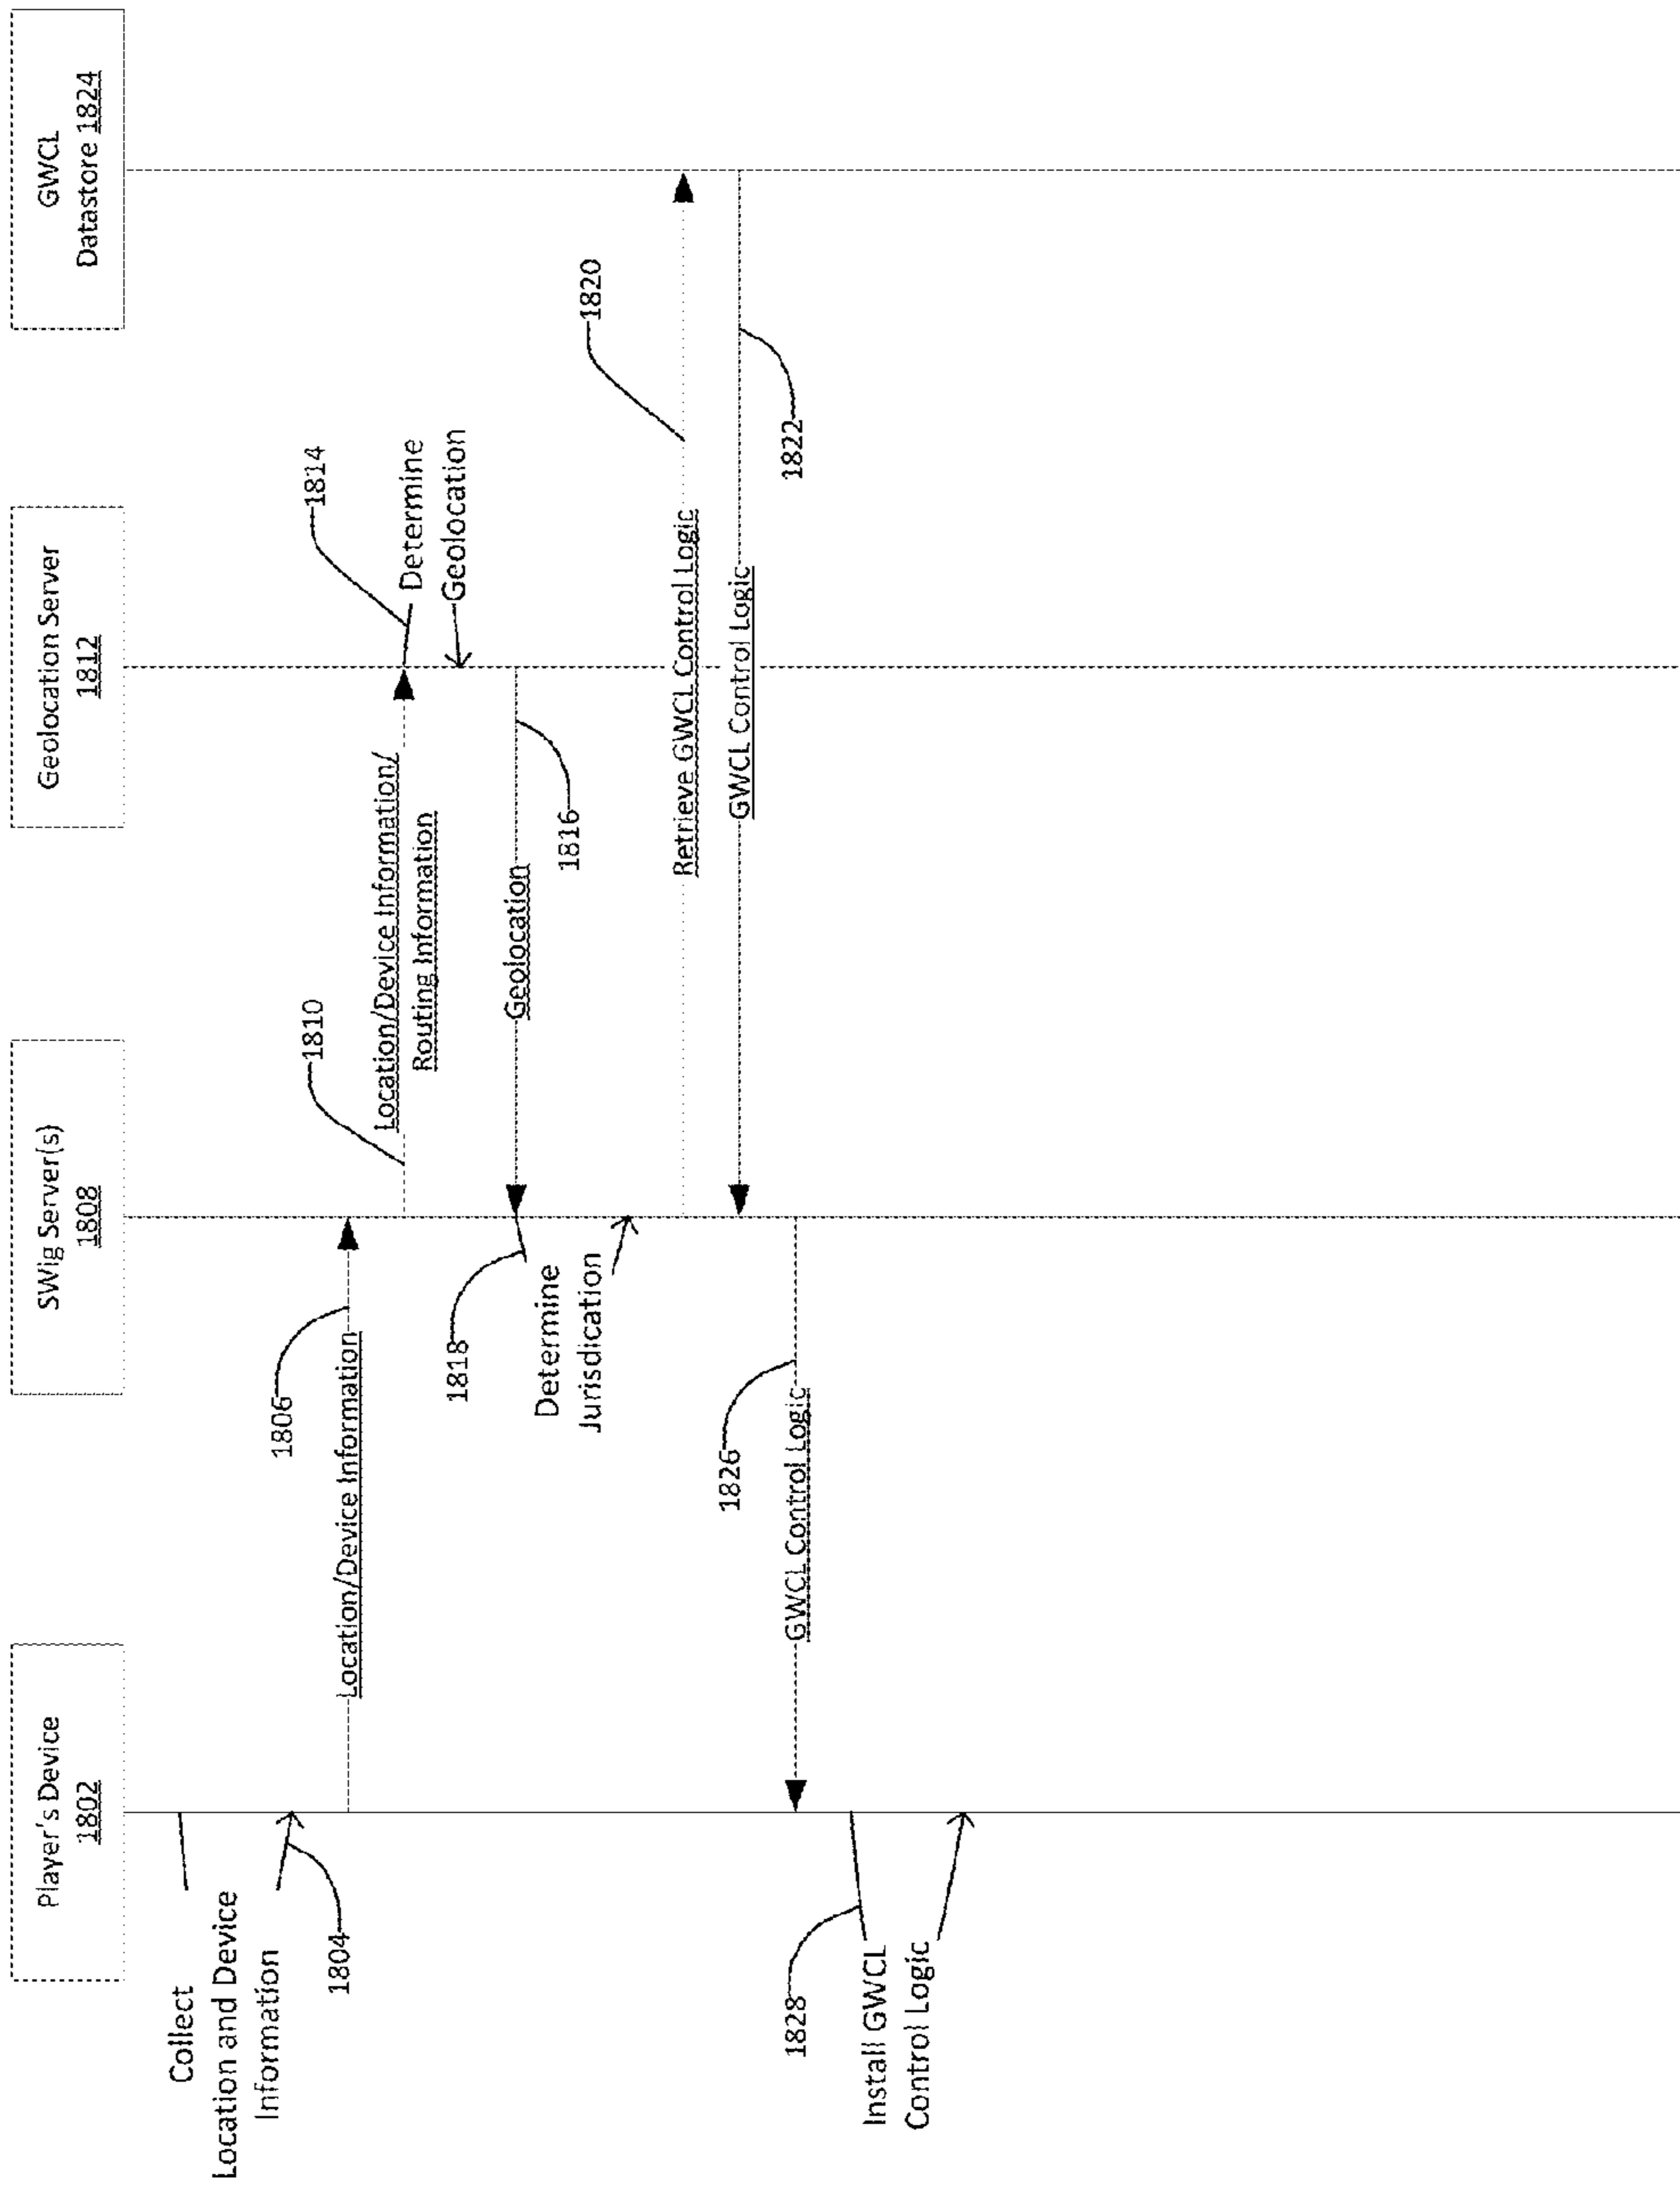 Player's Device
1802
SWig Server(s)
1808
Geolocation Server
1812
GWCL
Datastore 1824
Collect
Location and Device
Information
1804
1806
Location/Device Information
1810
Location/Device Information/
Routing Information
1814
Determine
Geolocation
Geolocation
1816
1818
Determine
Jurisdication
1820
Retrieve GWCL Control Logic
GWCL Control Logic
1822
1826
GWCL Control Logic
1828
Install GWCL
Control Logic